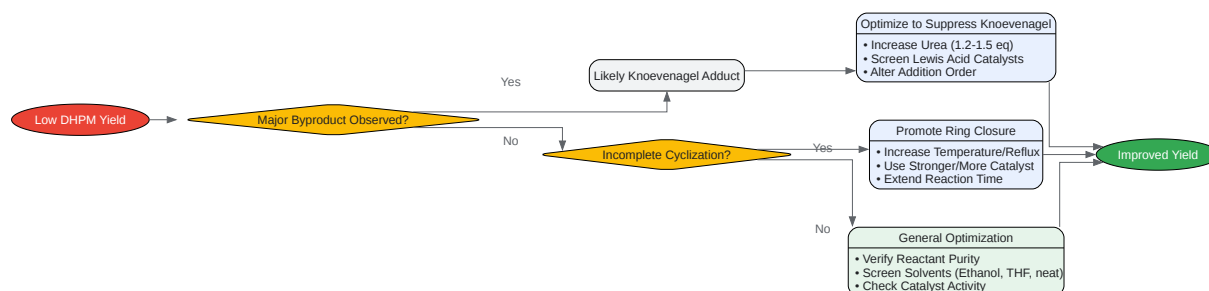 Low DHPM Yield
Major Byproduct Observed?
Yes
No
Likely Knoevenagel Adduct
Incomplete Cyclization?
Yes
No
Optimize to Suppress Knoevenagel
• Increase Urea (1.2-1.5 eq)
• Screen Lewis Acid Catalysts
• Alter Addition Order
Promote Ring Closure
• Increase Temperature/Reflux
• Use Stronger/More Catalyst
• Extend Reaction Time
General Optimization
• Verify Reactant Purity
• Screen Solvents (Ethanol, THF, neat)
• Check Catalyst Activity
Improved Yield